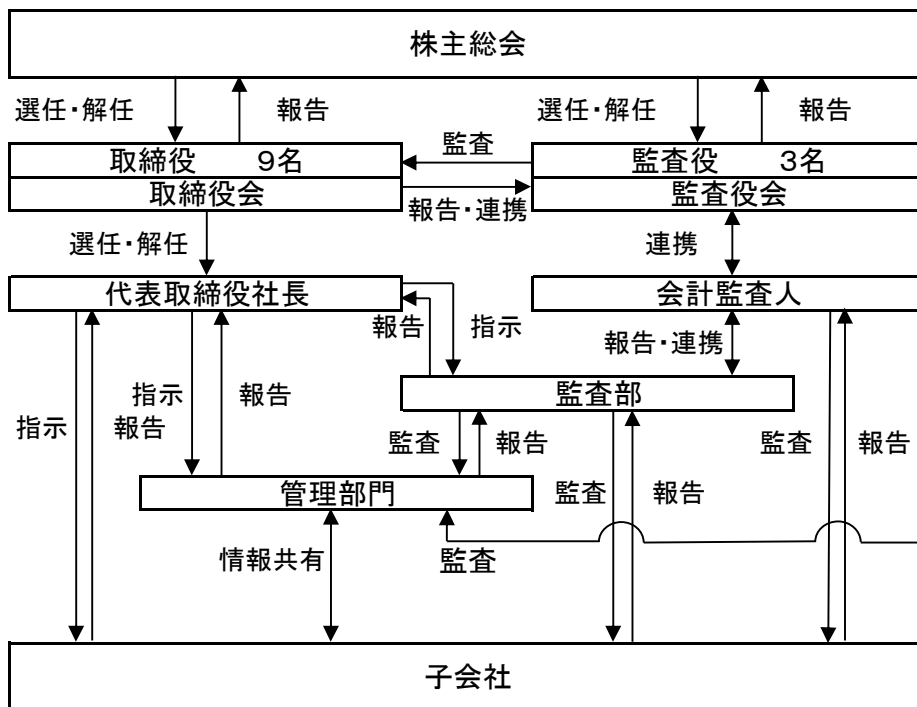 株主総会
選任・解任
報告
選任・解任
報告
取締役 9名
監査
監査役 3名
取締役会
報告・連携
監査役会
選任・解任
連携
代表取締役社長
会計監査人
報告
指示
報告・連携
指示
報告
監査部
指示
報告
監査
報告
監査
報告
管理部門
監査
報告
情報共有
監査
子会社